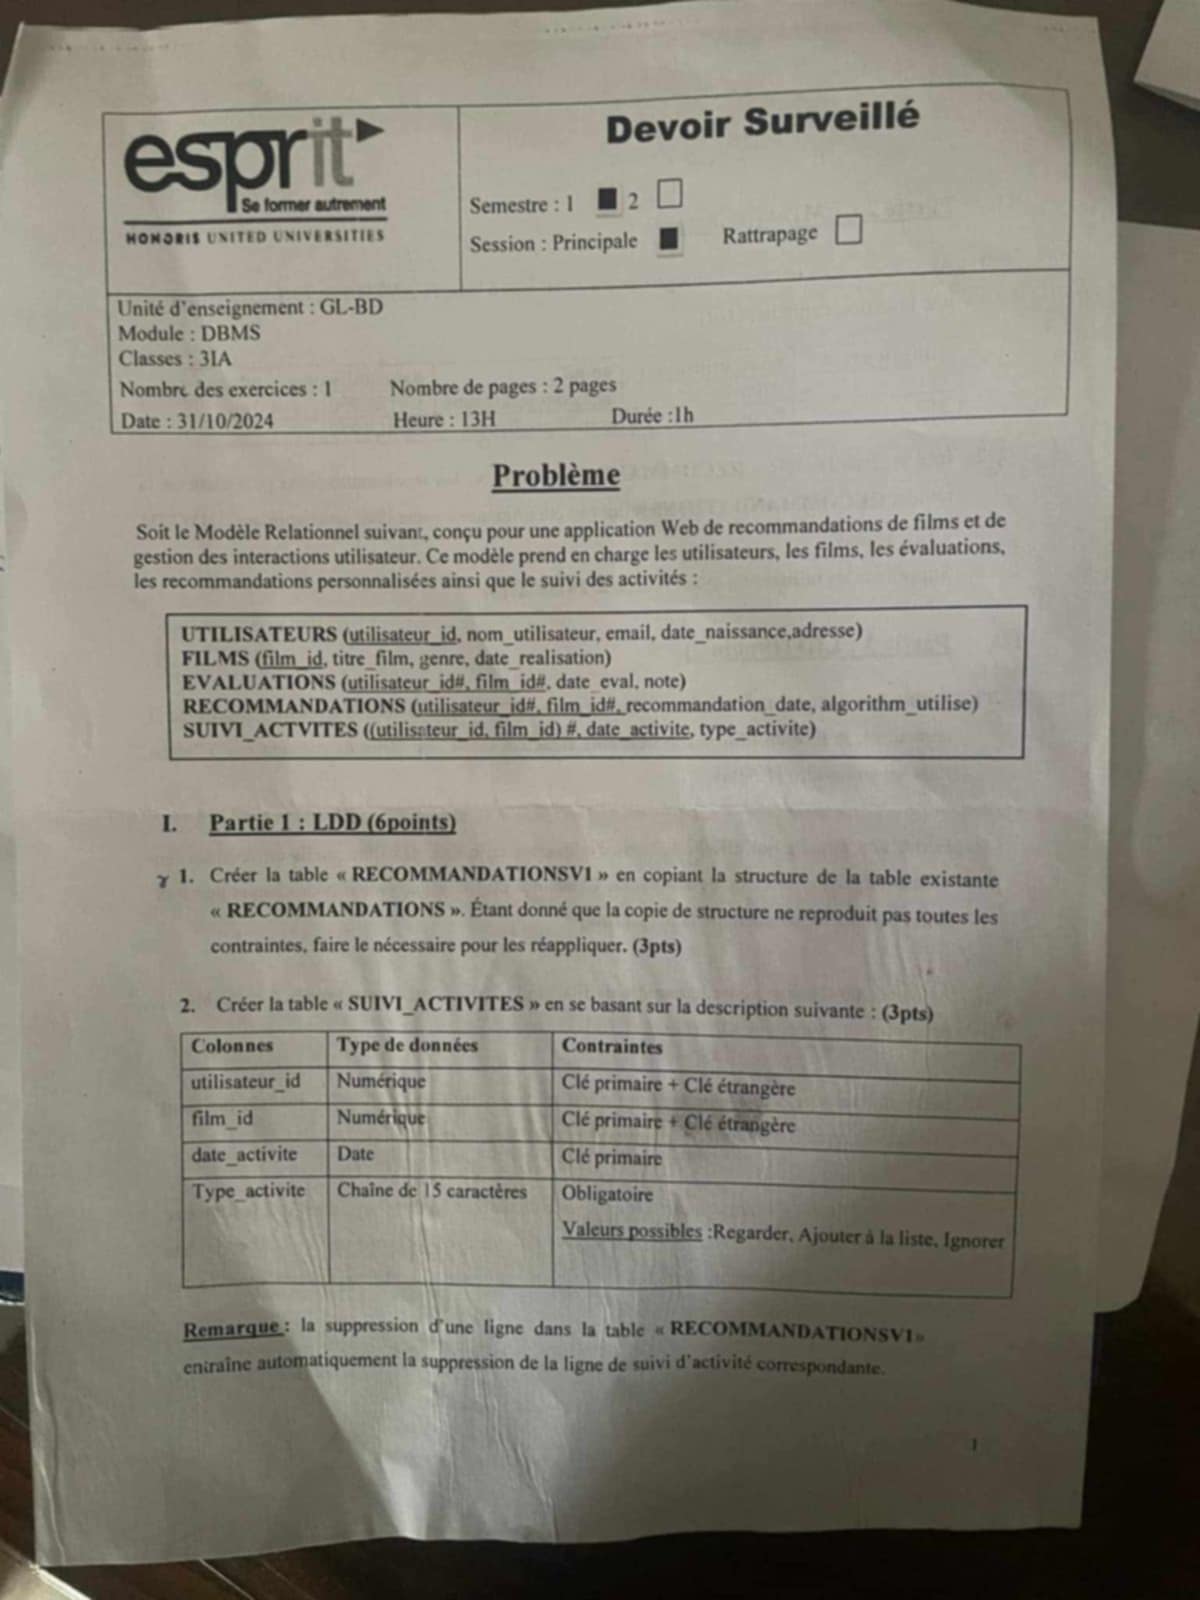 esprit
Se former autrement
HONORIS UNITED UNIVERSITIES
Devoir Surveillé
Semestre : 1 2
Session : Principale Rattrapage
Unité d'enseignement : GL-BD
Module : DBMS
Classes : 3IA
Nombre des exercices : 1 Nombre de pages : 2 pages
Date : 31/10/2024 Heure : 13H Durée :1h
Problème
Soit le Modèle Relationnel suivant, conçu pour une application Web de recommandations de films et de
gestion des interactions utilisateur. Ce modèle prend en charge les utilisateurs, les films, les évaluations,
les recommandations personnalisées ainsi que le suivi des activités :
UTILISATEURS (utilisateur_id, nom_utilisateur, email, date_naissance,adresse)
FILMS (film_id, titre_film, genre, date_realisation)
EVALUATIONS (utilisateur_id#, film_id#, date_eval, note)
RECOMMANDATIONS (utilisateur_id#, film_id#, recommandation_date, algorithm_utilise)
SUIVI_ACTVITES ((utilisateur_id, film_id) #, date_activite, type_activite)
I. Partie 1 : LDD (6points)
1. Créer la table « RECOMMANDATIONSV1 » en copiant la structure de la table existante
« RECOMMANDATIONS ». Étant donné que la copie de structure ne reproduit pas toutes les
contraintes, faire le nécessaire pour les réappliquer. (3pts)
2. Créer la table « SUIVI_ACTIVITES » en se basant sur la description suivante : (3pts)
Colonnes Type de données Contraintes
utilisateur_id Numérique Clé primaire + Clé étrangère
film_id Numérique Clé primaire + Clé étrangère
date_activite Date Clé primaire
Type_activite Chaîne de 15 caractères Obligatoire
Valeurs possibles :Regarder, Ajouter à la liste, Ignorer
Remarque : la suppression d'une ligne dans la table « RECOMMANDATIONSV1»
entraîne automatiquement la suppression de la ligne de suivi d'activité correspondante.
1